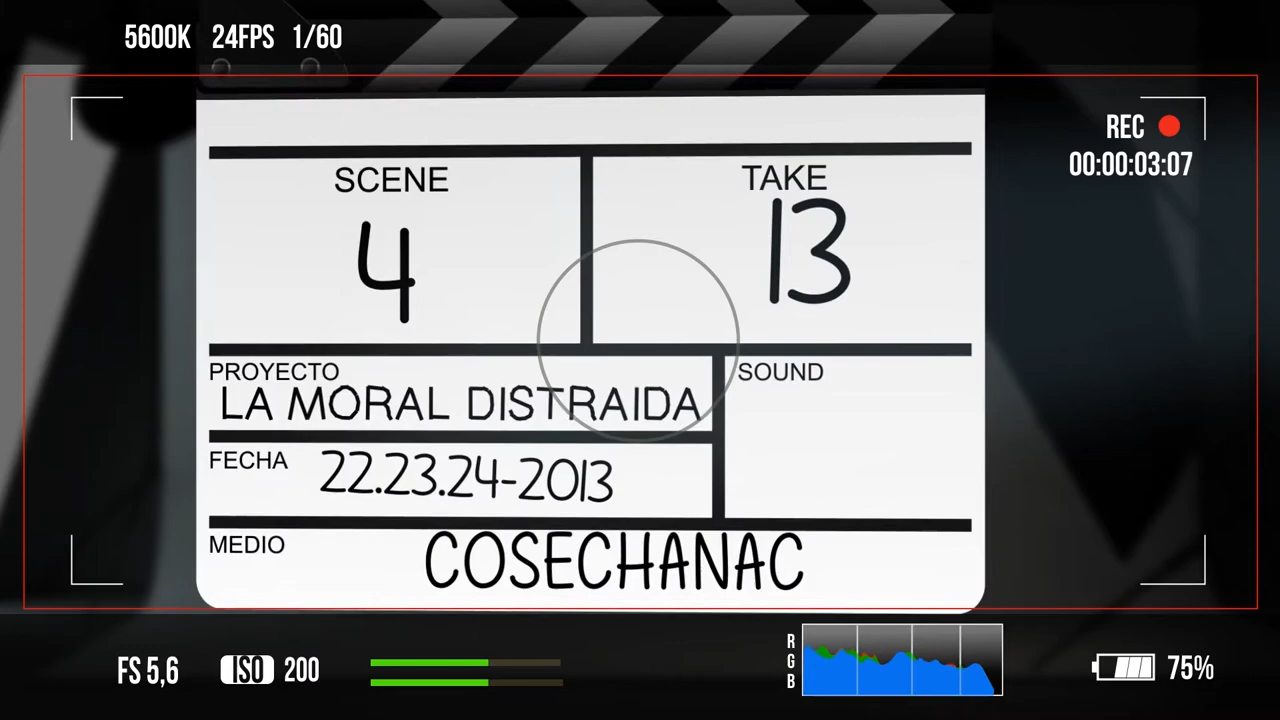 5600K 24FPS 1/60
REC
00:00:03:07
SCENE
4
TAKE
13
PROYECTO
LA MORAL DISTRAIDA
SOUND
FECHA 22.23.24-2013
MEDIO COSECHANAC
FS 5,6 ISO 200
R
G
B
75%